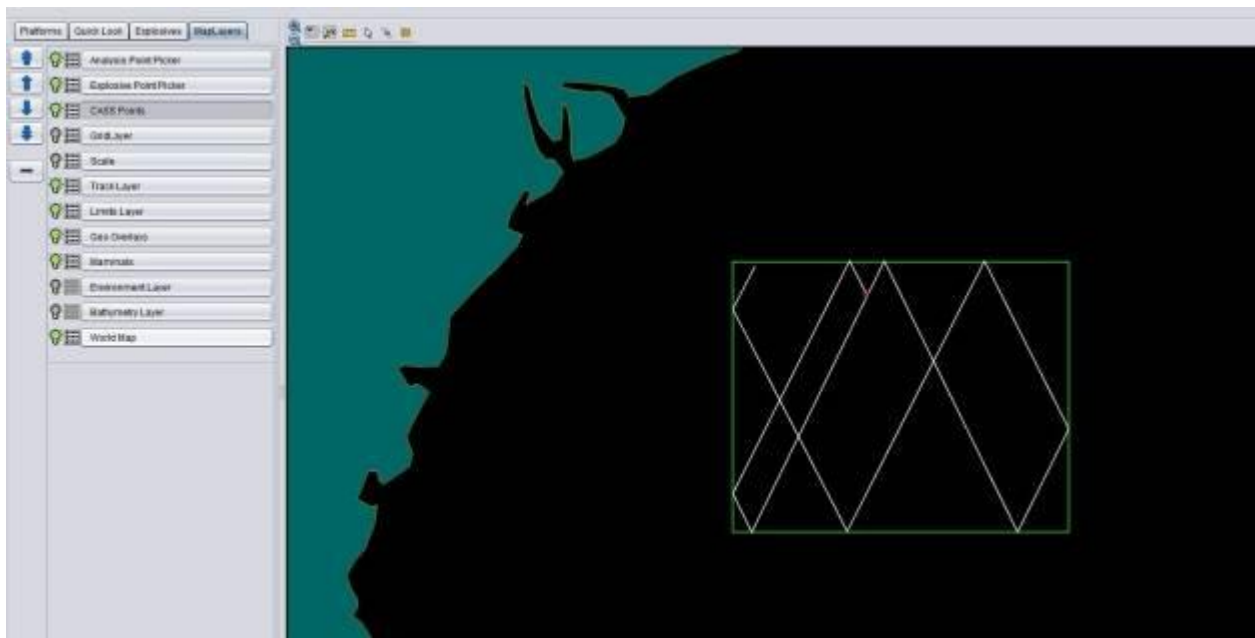 Platforms Quick Look Explosives MapLayers
Analysis Point Picker
Explosive Point Picker
CASS Points
GridLayer
Scale
Track Layer
Limits Layer
Geo Overlays
Mammals
Environment Layer
Bathymetry Layer
World Map